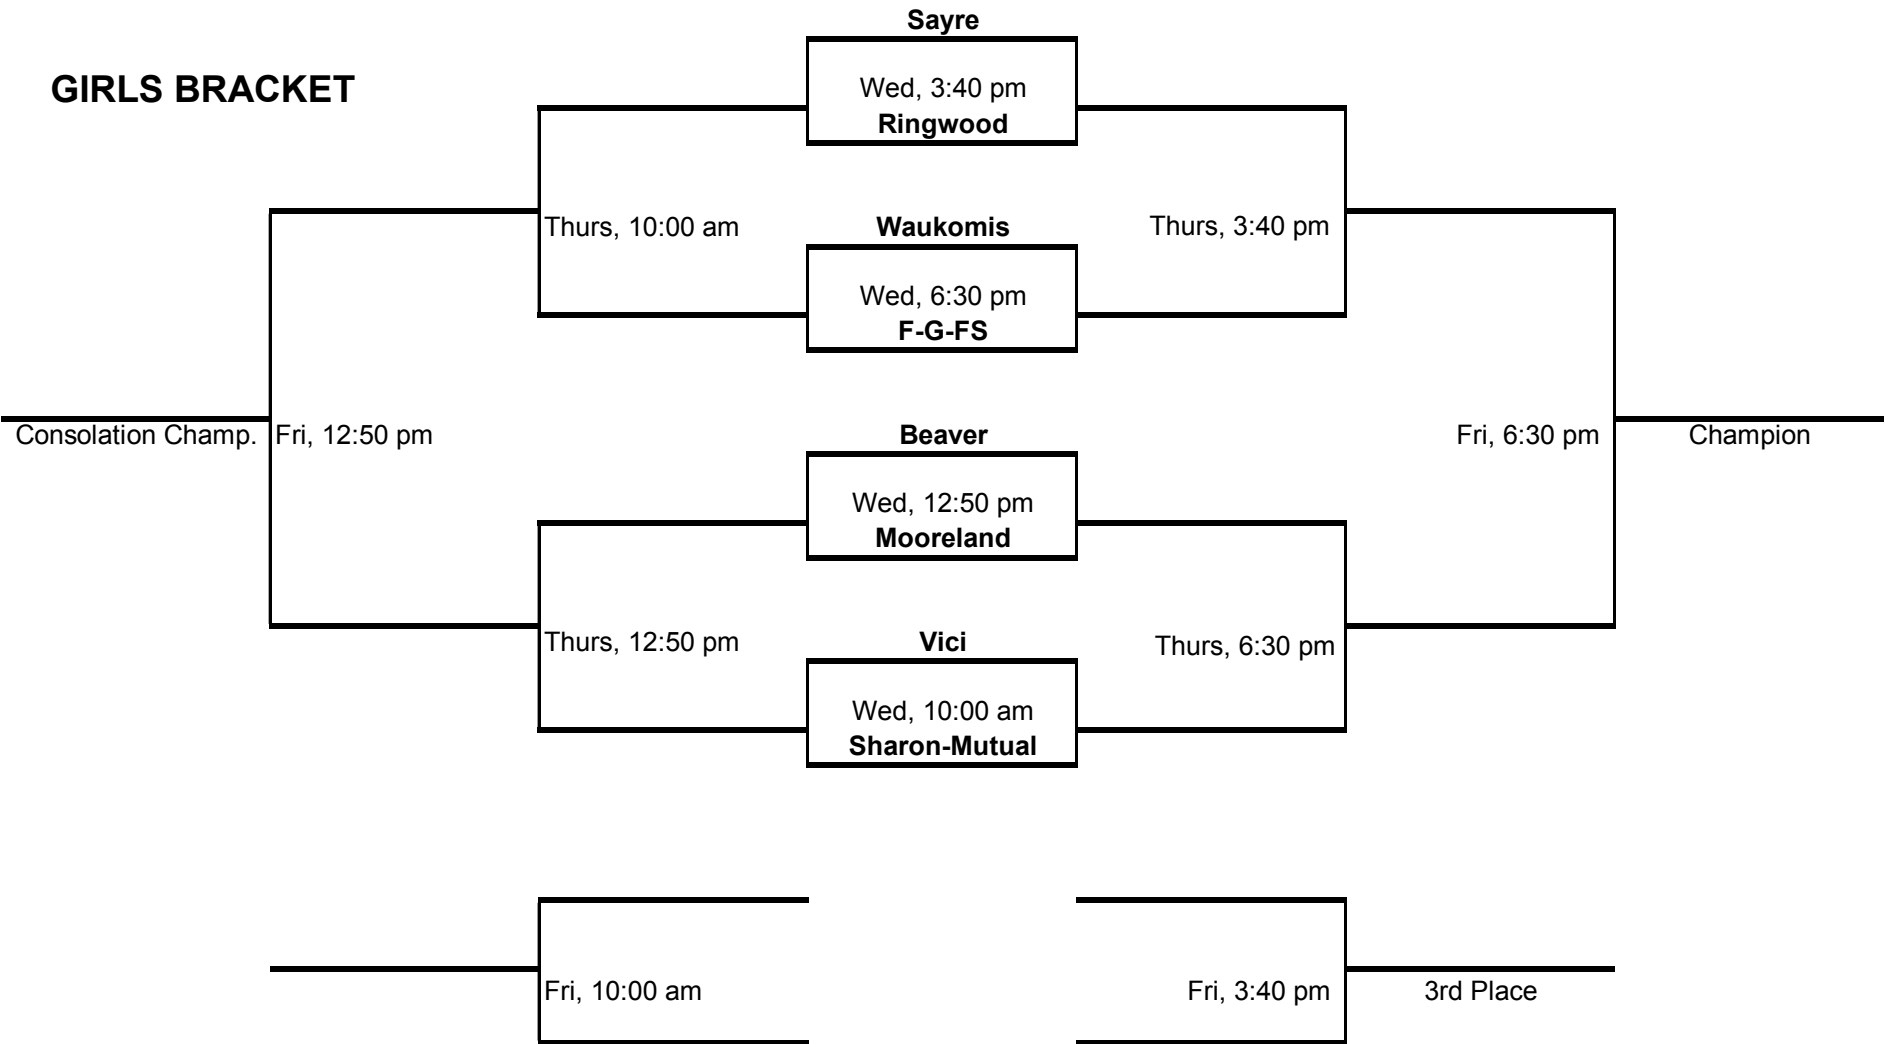 Sayre
GIRLS BRACKET
Wed, 3:40 pm
Ringwood
Thurs, 10:00 am
Waukomis
Thurs, 3:40 pm
Wed, 6:30 pm
F-G-FS
Consolation Champ.
Fri, 12:50 pm
Beaver
Fri, 6:30 pm
Champion
Wed, 12:50 pm
Mooreland
Thurs, 12:50 pm
Vici
Thurs, 6:30 pm
Wed, 10:00 am
Sharon-Mutual
Fri, 10:00 am
Fri, 3:40 pm
3rd Place